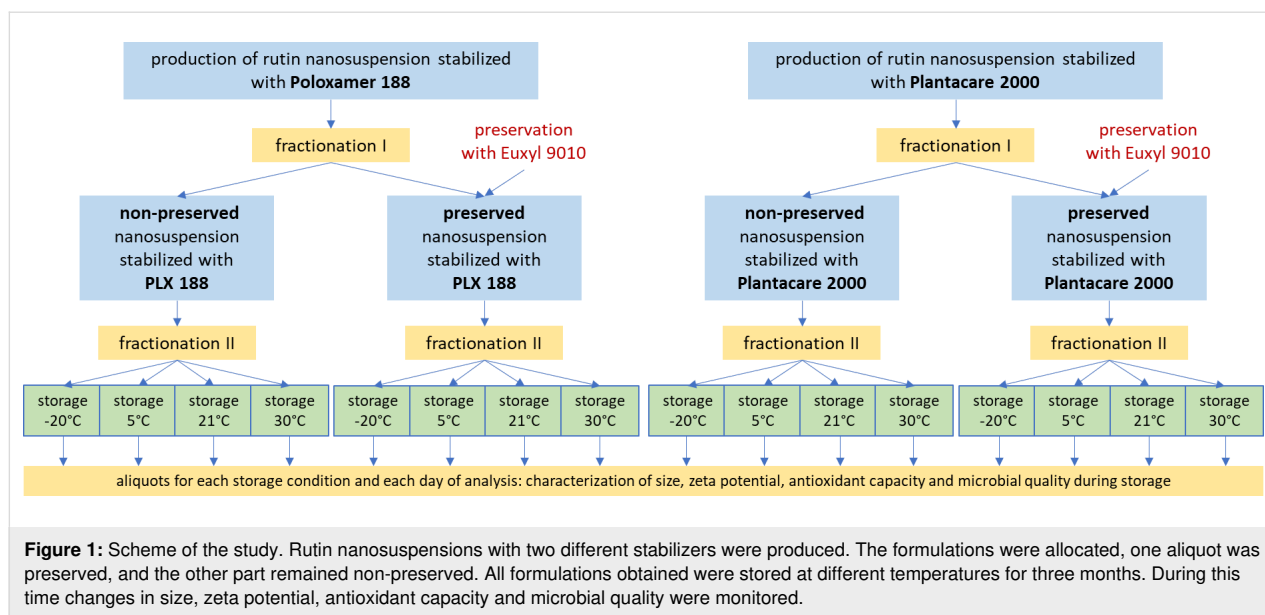 production of rutin nanosuspension stabilized
with Poloxamer 188
production of rutin nanosuspension stabilized
with Plantacare 2000
fractionation I
preservation
with Euxyl 9010
fractionation I
preservation
with Euxyl 9010
non-preserved
nanosuspension
stabilized with
PLX 188
preserved
nanosuspension
stabilized with
PLX 188
non-preserved
nanosuspension
stabilized with
Plantacare 2000
preserved
nanosuspension
stabilized with
Plantacare 2000
fractionation II
fractionation II
fractionation II
fractionation II
storage
-20°C
storage
5°C
storage
21°C
storage
30°C
storage
-20°C
storage
5°C
storage
21°C
storage
30°C
storage
-20°C
storage
5°C
storage
21°C
storage
30°C
storage
-20°C
storage
5°C
storage
21°C
storage
30°C
aliquots for each storage condition and each day of analysis: characterization of size, zeta potential, antioxidant capacity and microbial quality during storage
Figure 1: Scheme of the study. Rutin nanosuspensions with two different stabilizers were produced. The formulations were allocated, one aliquot was
preserved, and the other part remained non-preserved. All formulations obtained were stored at different temperatures for three months. During this
time changes in size, zeta potential, antioxidant capacity and microbial quality were monitored.